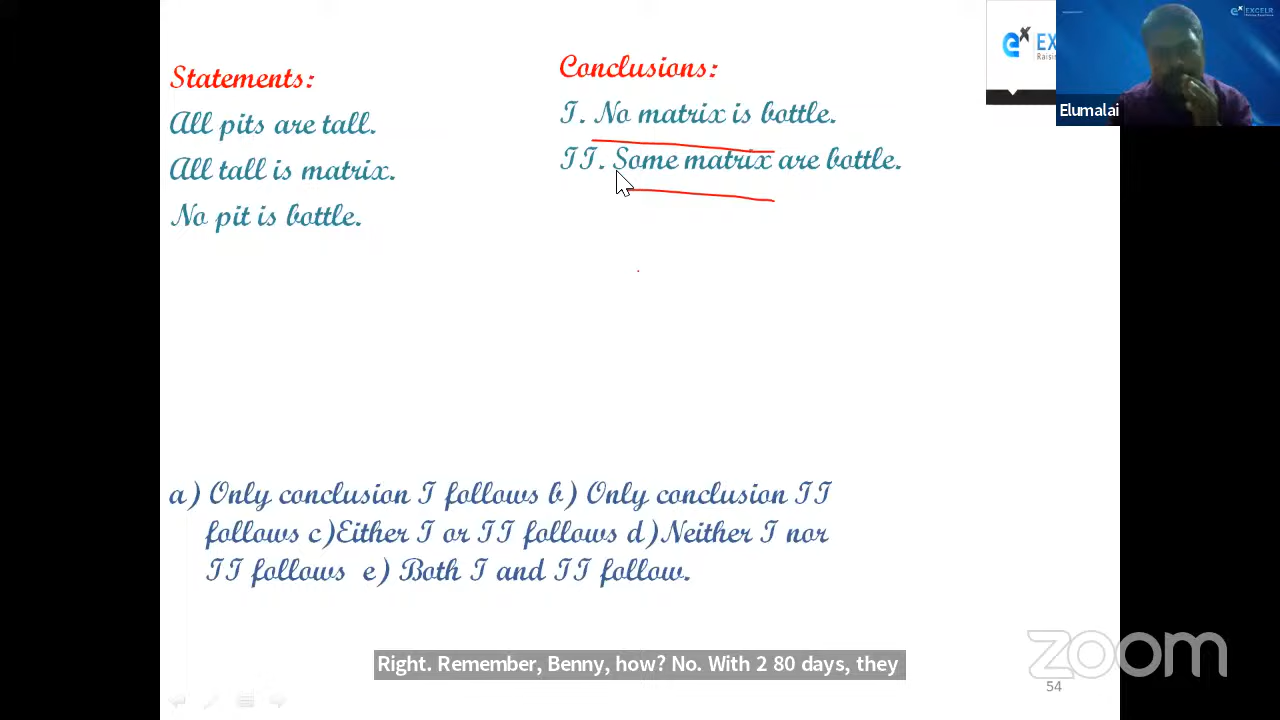 Statements:
All pits are tall.
All tall is matrix.
No pit is bottle.
Conclusions:
I. No matrix is bottle.
II. Some matrix are bottle.
a) Only conclusion I follows b) Only conclusion II
follows c)Either I or II follows d)Neither I nor
II follows e) Both I and II follow.
Right. Remember, Benny, how? No. With 2 80 days, they
zoom
54
Elumalai
EXCELR